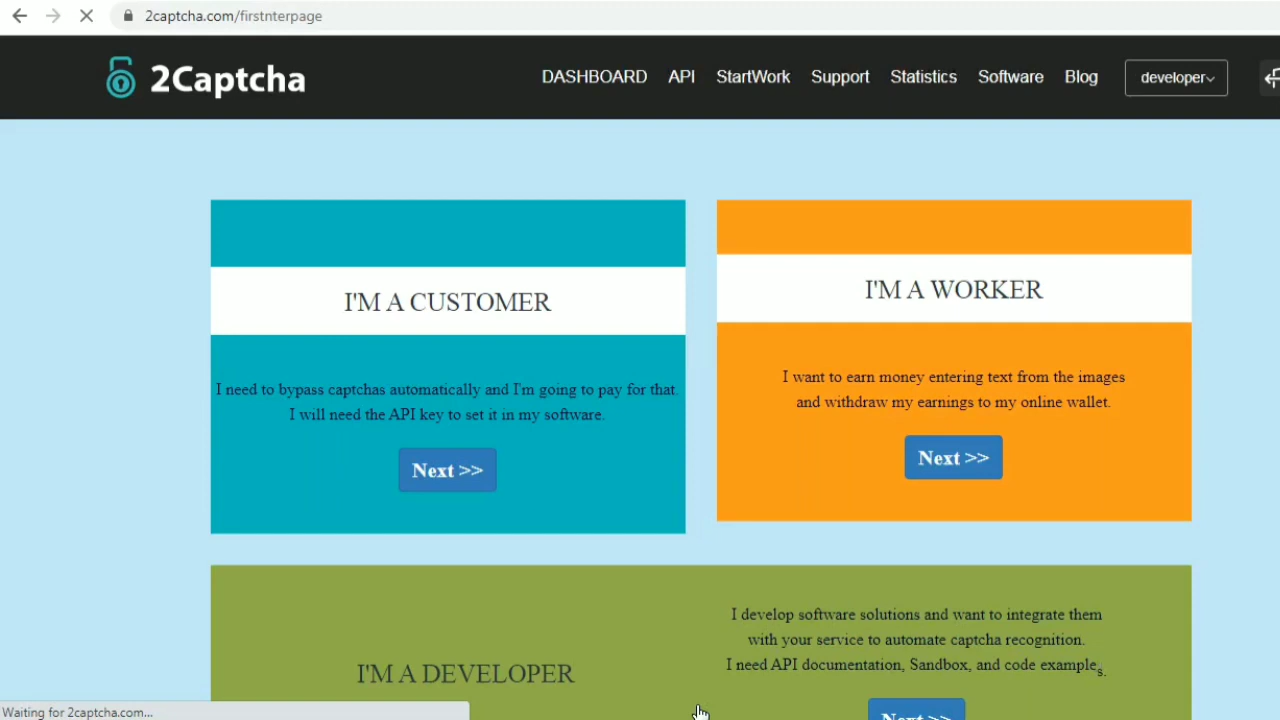 2captcha.com/firstnterpage
2Captcha
DASHBOARD API StartWork Support Statistics Software Blog developer
I'M A CUSTOMER
I need to bypass captchas automatically and I'm going to pay for that.
I will need the API key to set it in my software.
Next >>
I'M A WORKER
I want to earn money entering text from the images
and withdraw my earnings to my online wallet.
Next >>
I'M A DEVELOPER
I develop software solutions and want to integrate them
with your service to automate captcha recognition.
I need API documentation, Sandbox, and code examples.
Next >>
Waiting for 2captcha.com...